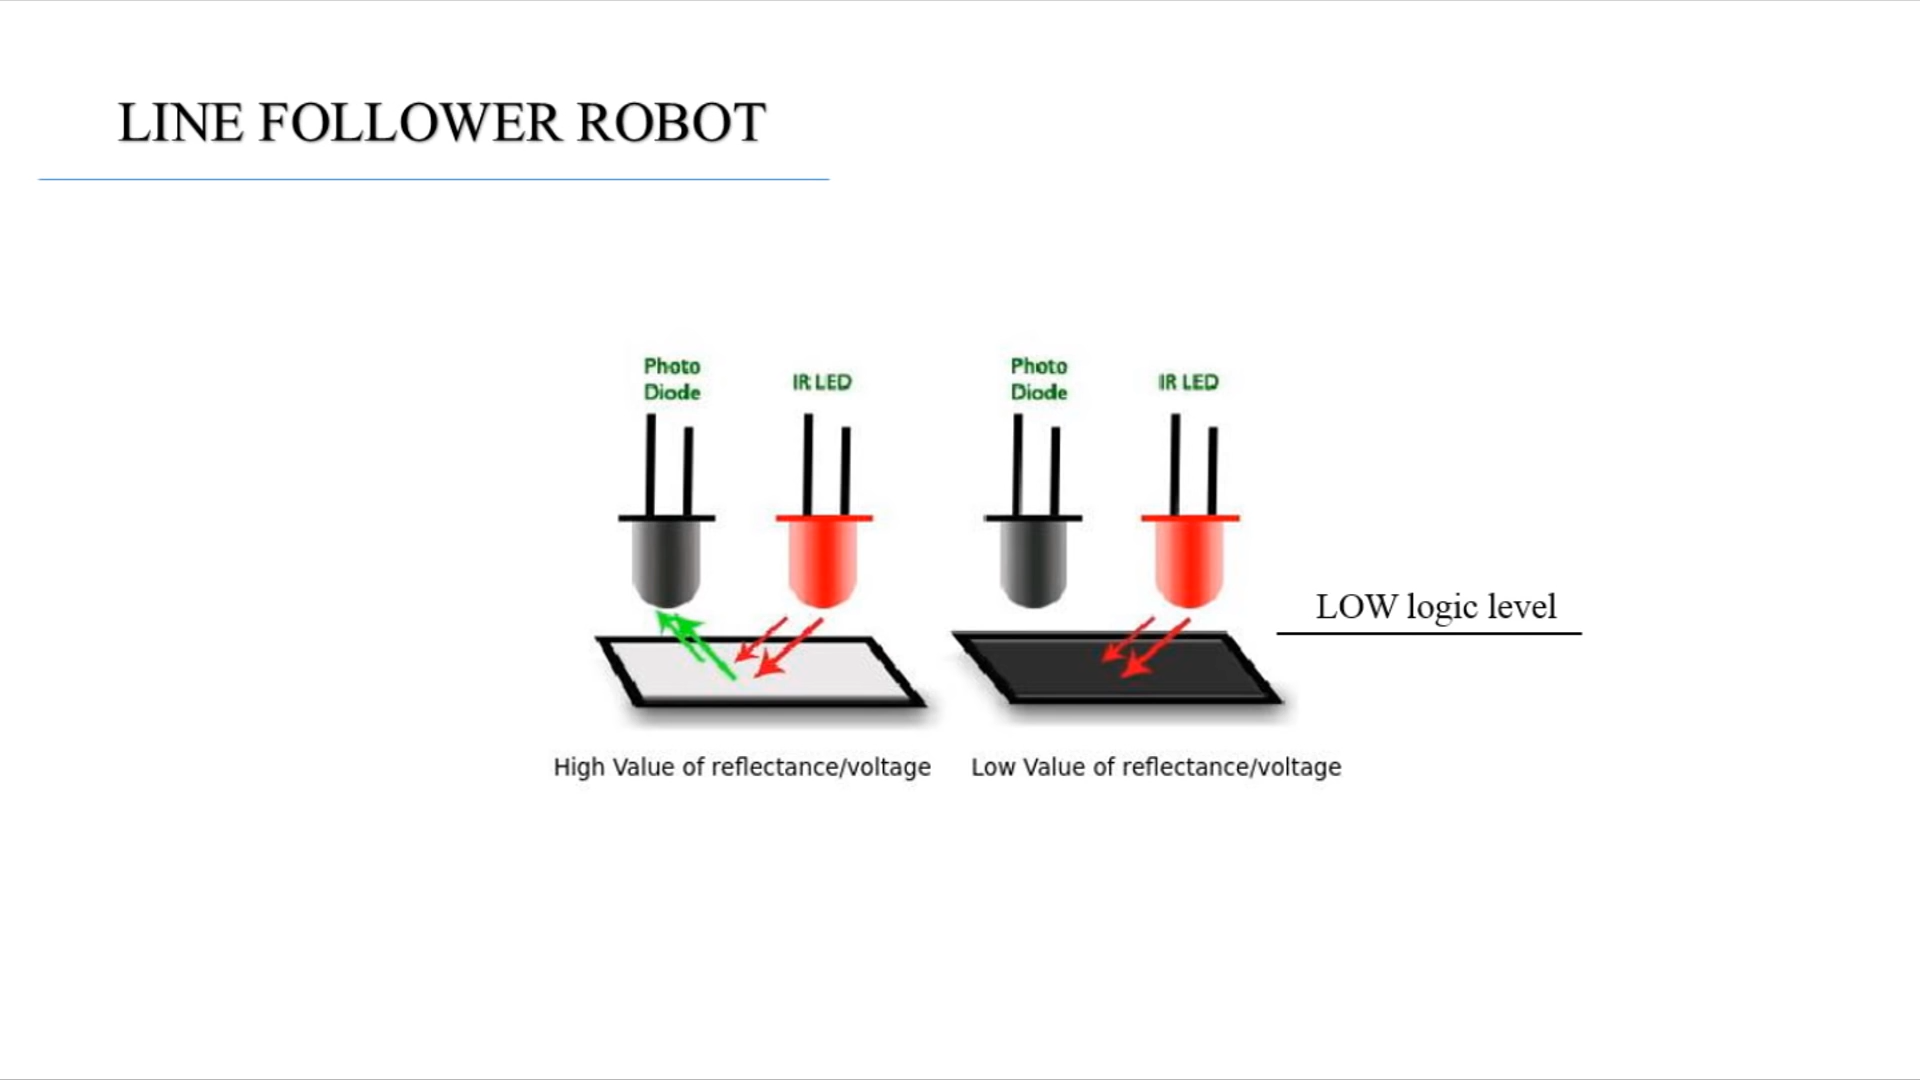 LINE FOLLOWER ROBOT
Photo
Diode
IR LED
Photo
Diode
IR LED
LOW logic level
High Value of reflectance/voltage
Low Value of reflectance/voltage